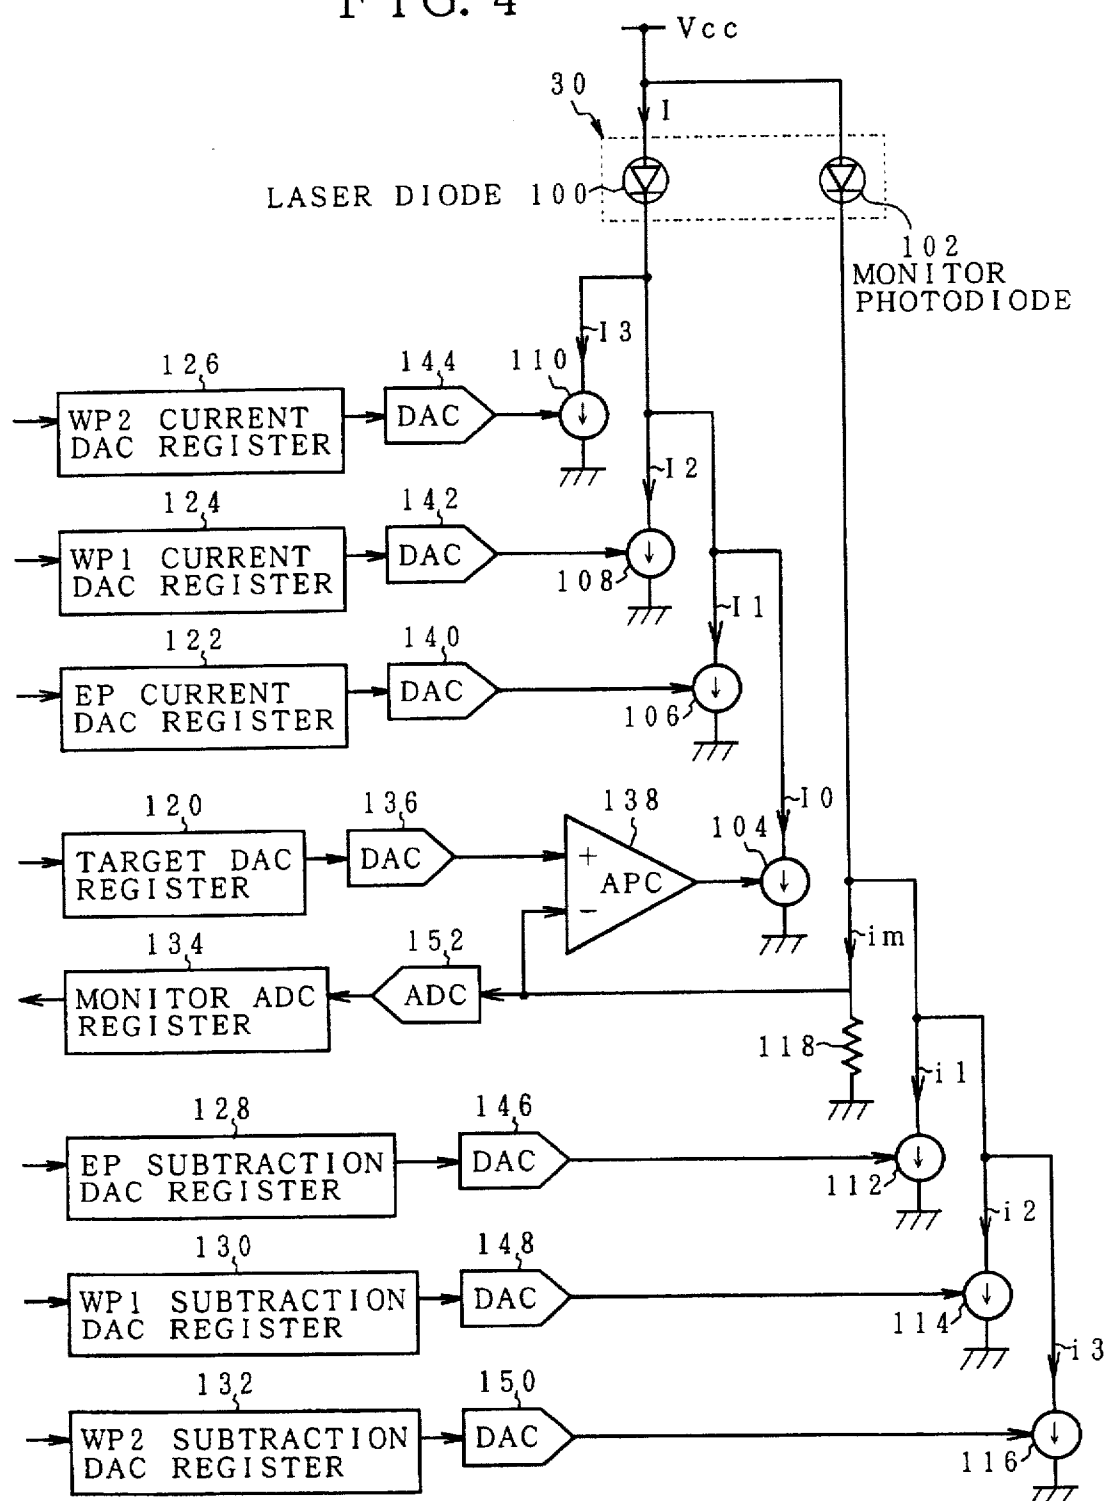 FIG. 4
Vcc
30
I
LASER DIODE 100
102
MONITOR
PHOTODIODE
I3
126
144
110
WP2 CURRENT
DAC REGISTER
DAC
I2
124
142
WP1 CURRENT
DAC REGISTER
DAC
108
I1
122
140
EP CURRENT
DAC REGISTER
DAC
106
I0
120
136
138
104
TARGET DAC
REGISTER
DAC
+
APC
−
im
134
152
MONITOR ADC
REGISTER
ADC
118
i1
128
146
EP SUBTRACTION
DAC REGISTER
DAC
112
i2
130
148
WP1 SUBTRACTION
DAC REGISTER
DAC
114
i3
132
150
WP2 SUBTRACTION
DAC REGISTER
DAC
116